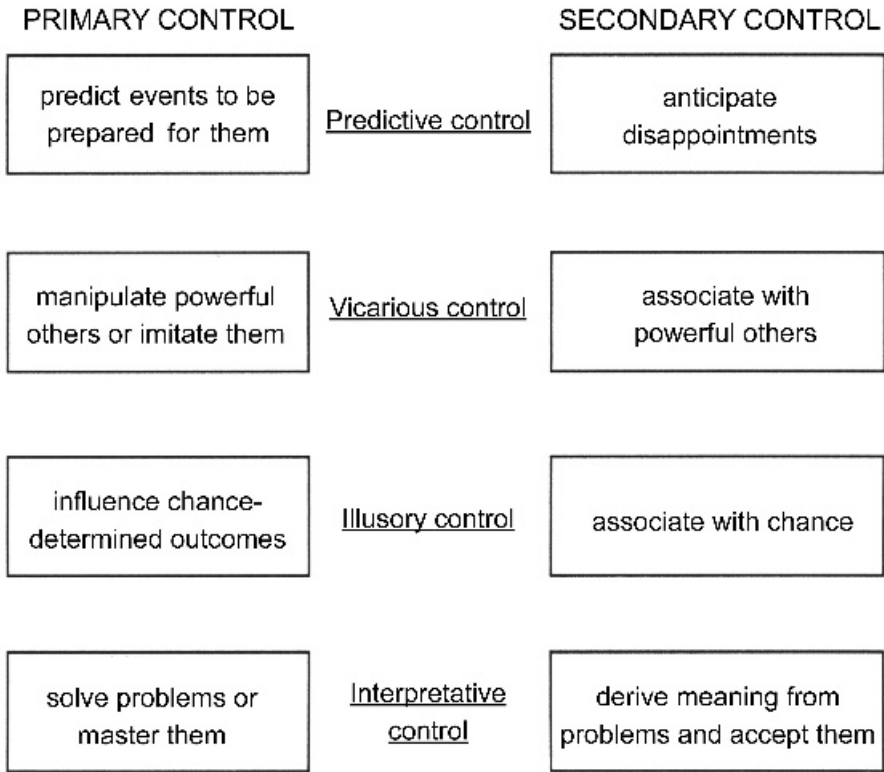 PRIMARY CONTROL
SECONDARY CONTROL
predict events to be
prepared for them
Predictive control
anticipate
disappointments
manipulate powerful
others or imitate them
Vicarious control
associate with
powerful others
influence chance-
determined outcomes
Illusory control
associate with chance
solve problems or
master them
Interpretative
control
derive meaning from
problems and accept them